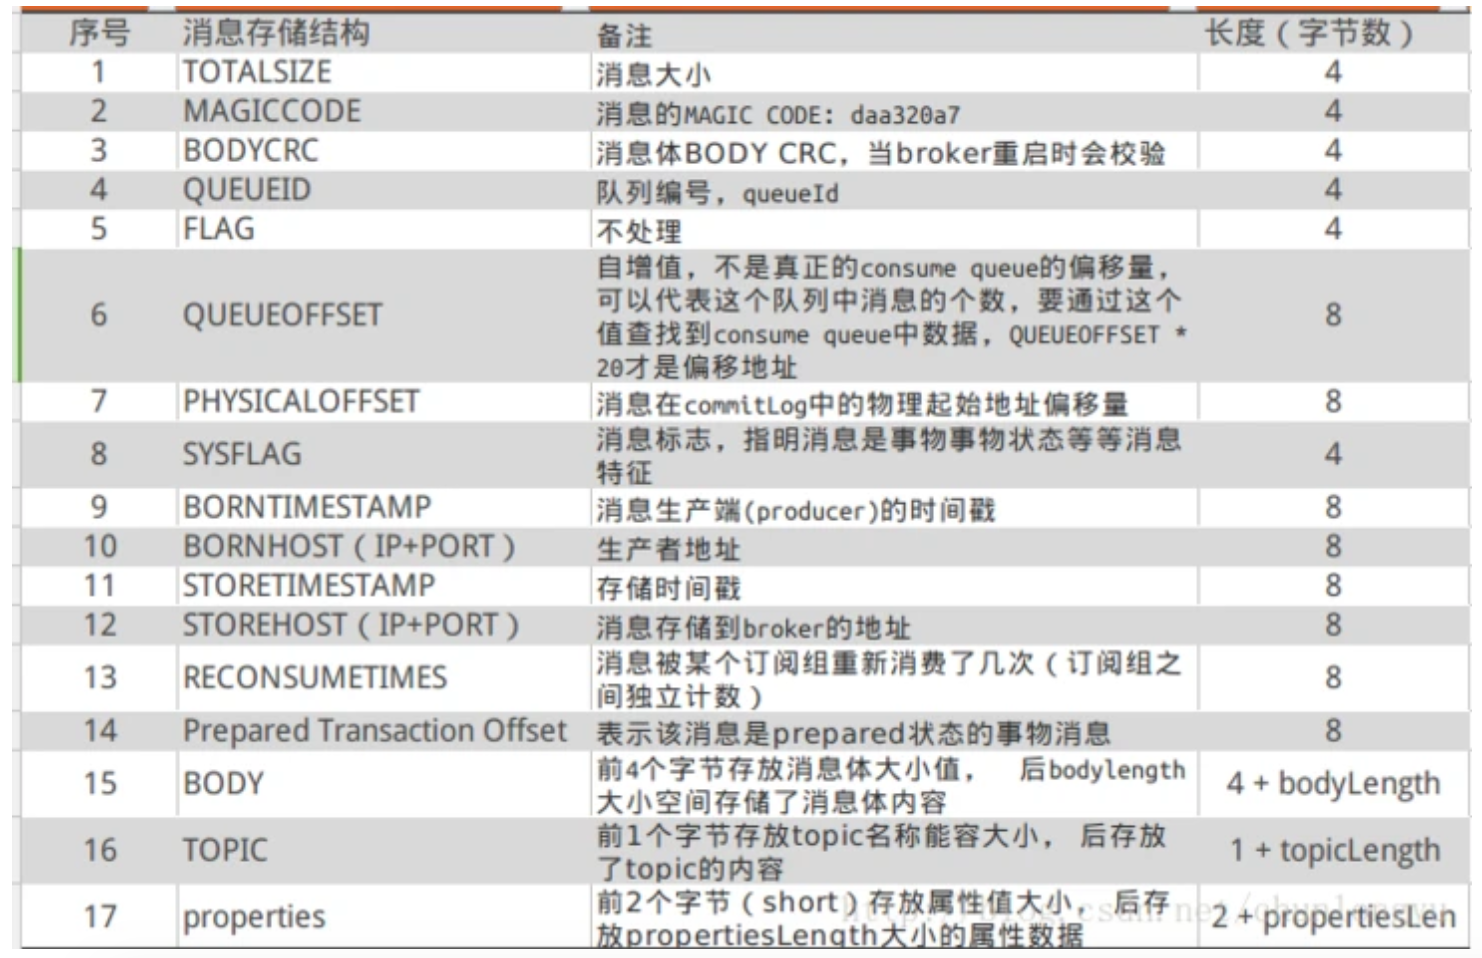 序号 消息存储结构 备注 长度（字节数）
1 TOTALSIZE 消息大小 4
2 MAGICCODE 消息的MAGIC CODE: daa320a7 4
3 BODYCRC 消息体BODY CRC，当broker重启时会校验 4
4 QUEUEID 队列编号，queueId 4
5 FLAG 不处理 4
自增值，不是真正的consume queue的偏移量，
可以代表这个队列中消息的个数，要通过这个
6 QUEUEOFFSET 8
值查找到consume queue中数据，QUEUEOFFSET *
20才是偏移地址
7 PHYSICALOFFSET 消息在commitLog中的物理起始地址偏移量 8
8 SYSFLAG 消息标志，指明消息是事物事物状态等等消息 4
特征
9 BORNTIMESTAMP 消息生产端(producer)的时间戳 8
10 BORNHOST（IP+PORT） 生产者地址 8
11 STORETIMESTAMP 存储时间戳 8
12 STOREHOST（IP+PORT） 消息存储到broker的地址 8
13 RECONSUMETIMES 消息被某个订阅组重新消费了几次（订阅组之 8
间独立计数）
14 Prepared Transaction Offset 表示该消息是prepared状态的事物消息 8
15 BODY 前4个字节存放消息体大小值， 后bodylength 4 + bodyLength
大小空间存储了消息体内容
16 TOPIC 前1个字节存放topic名称能容大小， 后存放 1 + topicLength
了topic的内容
17 properties 前2个字节（short）存放属性值大小， 后存 2 + propertiesLen
放propertiesLength大小的属性数据